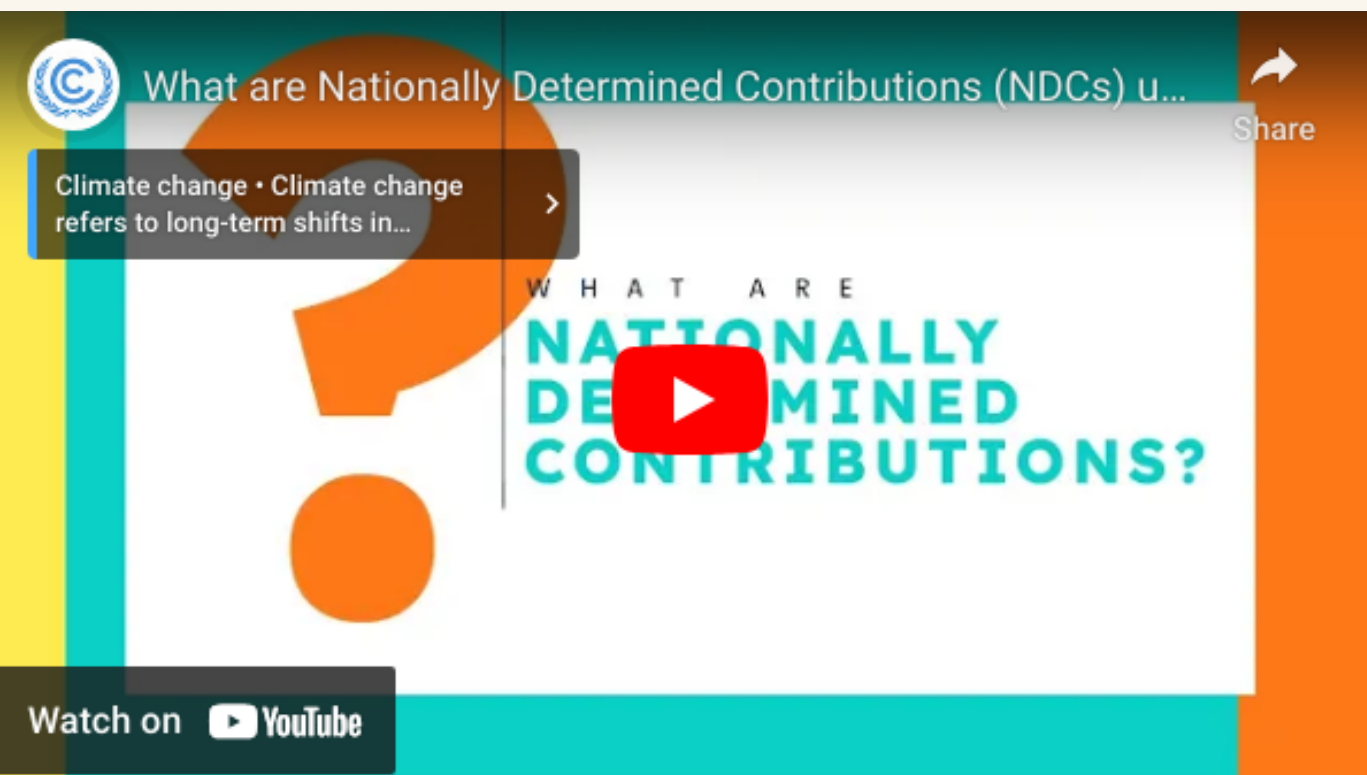 What are Nationally Determined Contributions (NDCs) u...
Share
Climate change • Climate change
refers to long-term shifts in...
WHAT ARE
NATIONALLY
DETERMINED
CONTRIBUTIONS?
Watch on YouTube